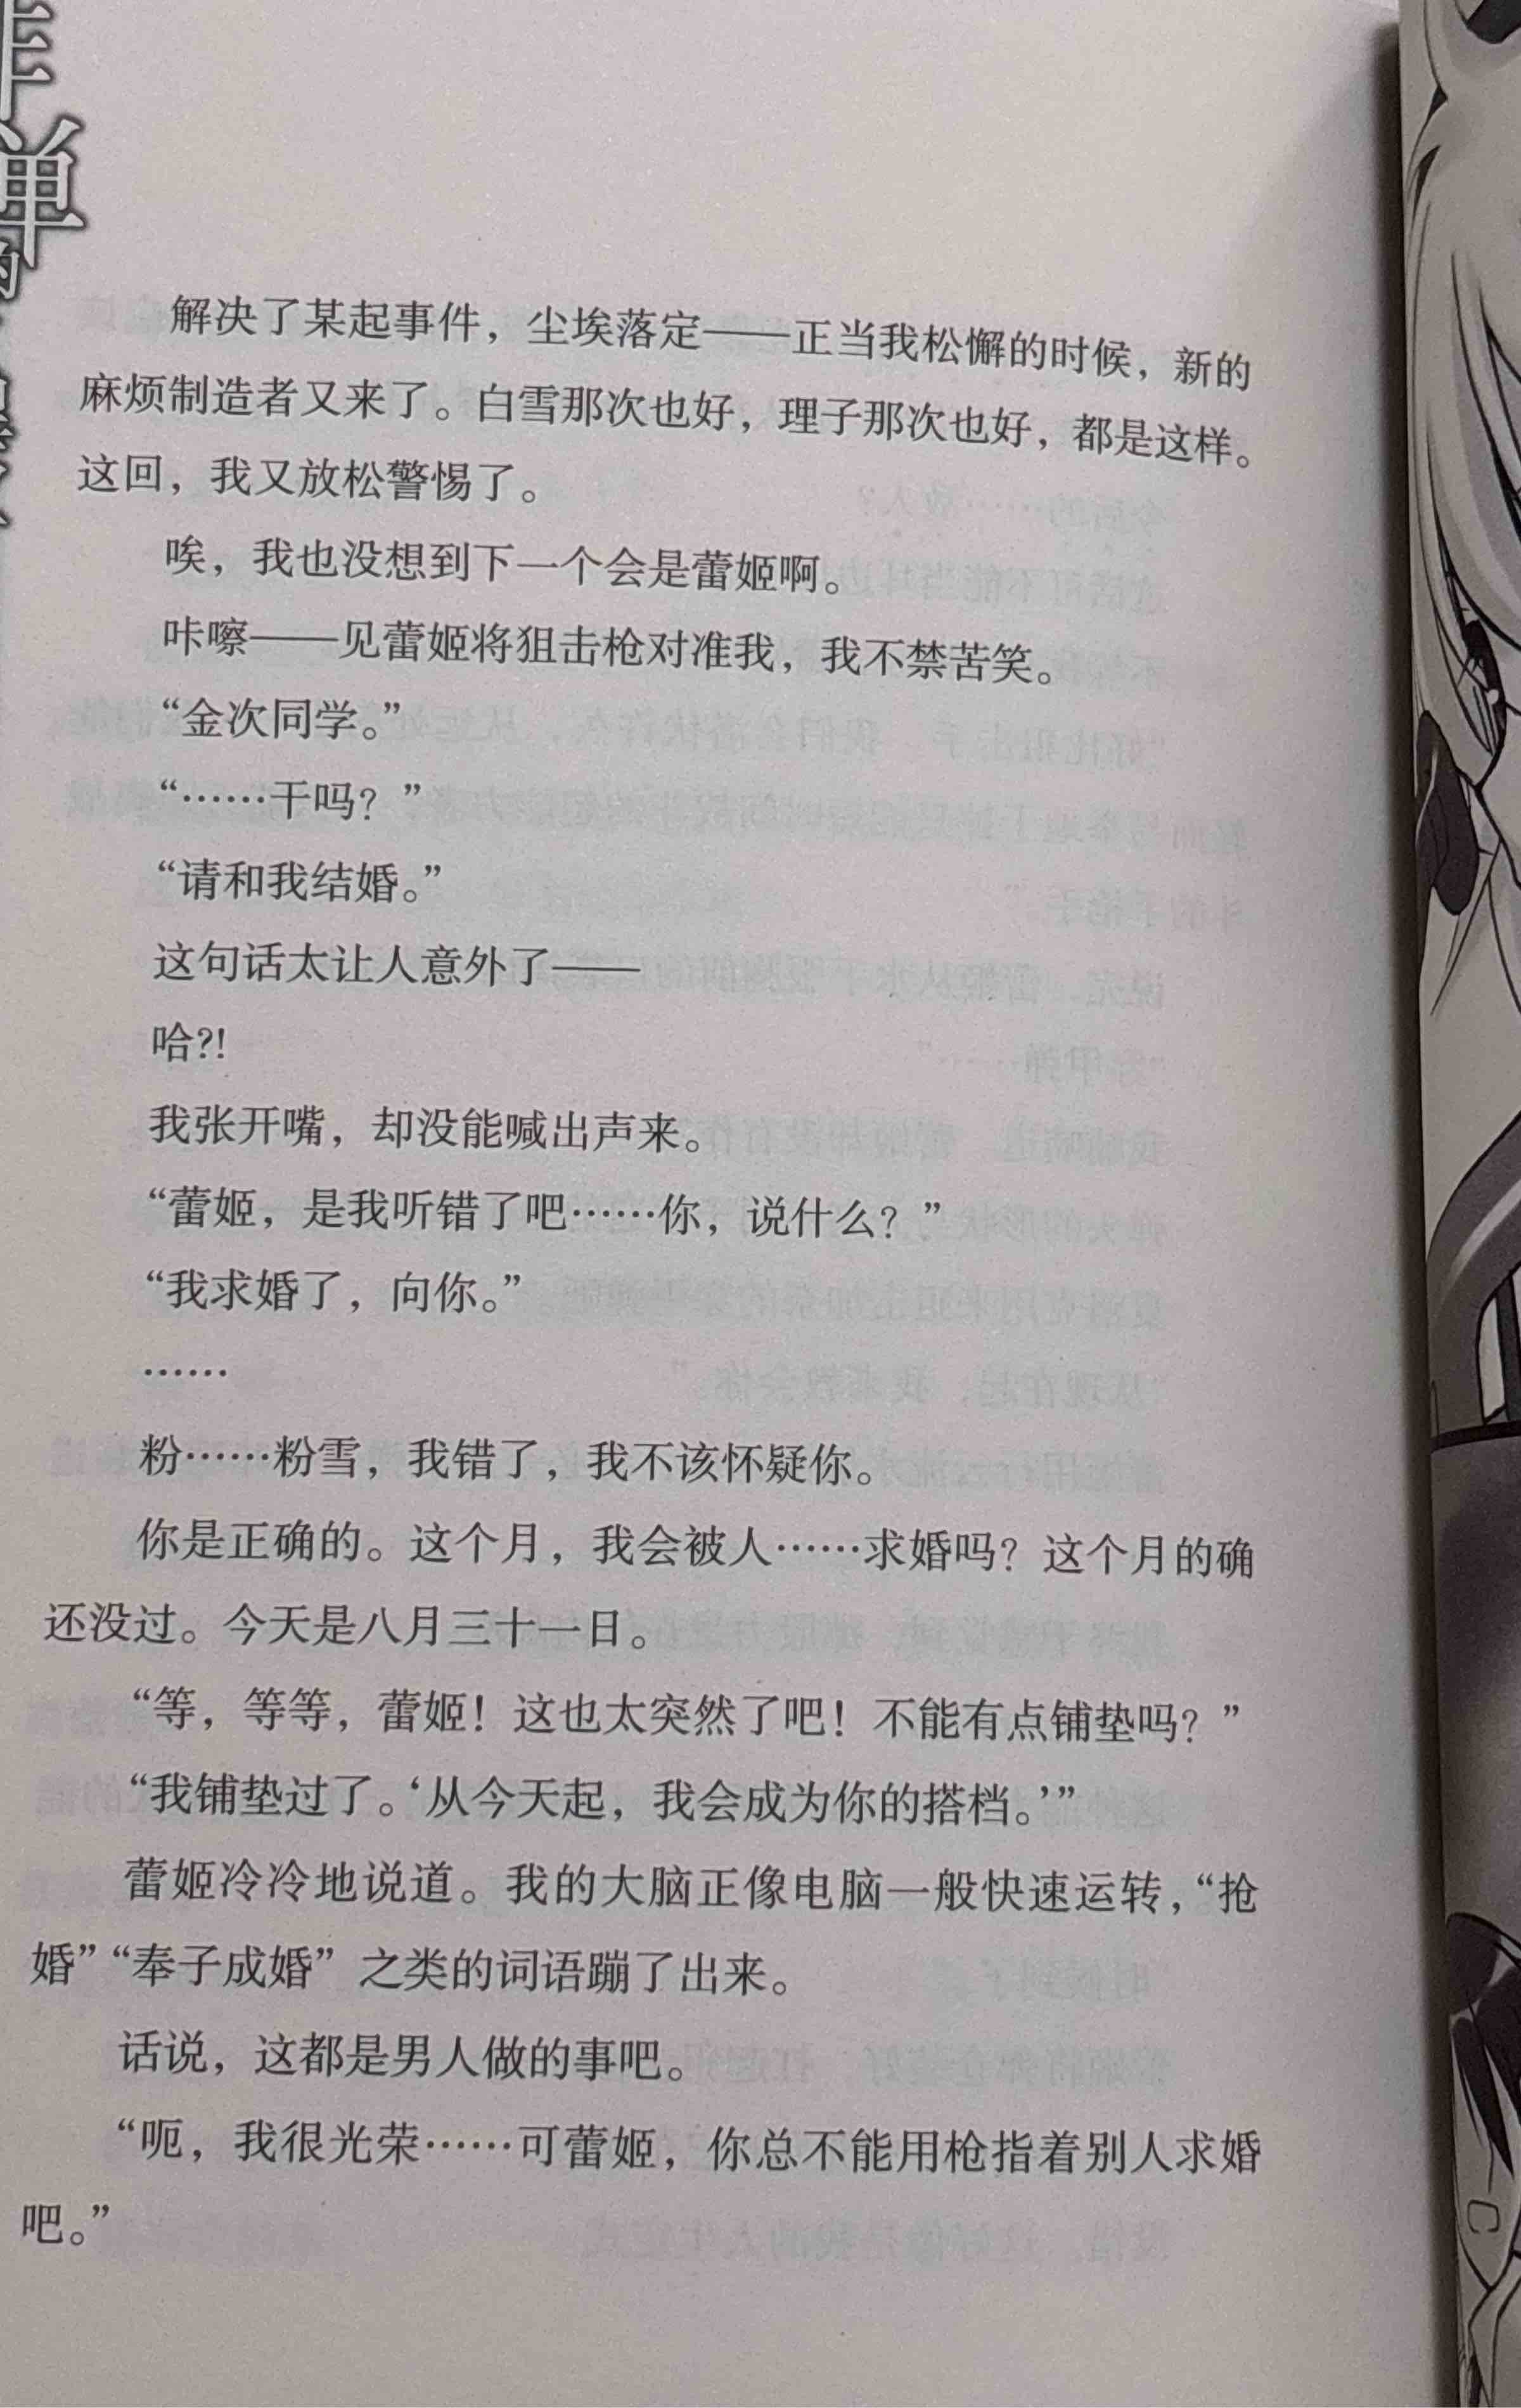 弹
解决了某起事件，尘埃落定——正当我松懈的时候，新的
麻烦制造者又来了。白雪那次也好，理子那次也好，都是这样。
这回，我又放松警惕了。
唉，我也没想到下一个会是蕾姬啊。
咔嚓——见蕾姬将狙击枪对准我，我不禁苦笑。
“金次同学。”
“……干吗？”
“请和我结婚。”
这句话太让人意外了——
哈?!
我张开嘴，却没能喊出声来。
“蕾姬，是我听错了吧……你，说什么？”
“我求婚了，向你。”
……
粉……粉雪，我错了，我不该怀疑你。
你是正确的。这个月，我会被人……求婚吗？这个月的确
还没过。今天是八月三十一日。
“等，等等，蕾姬！这也太突然了吧！不能有点铺垫吗？”
“我铺垫过了。‘从今天起，我会成为你的搭档。’”
蕾姬冷冷地说道。我的大脑正像电脑一般快速运转，“抢
婚”“奉子成婚”之类的词语蹦了出来。
话说，这都是男人做的事吧。
“呃，我很光荣……可蕾姬，你总不能用枪指着别人求婚
吧。”